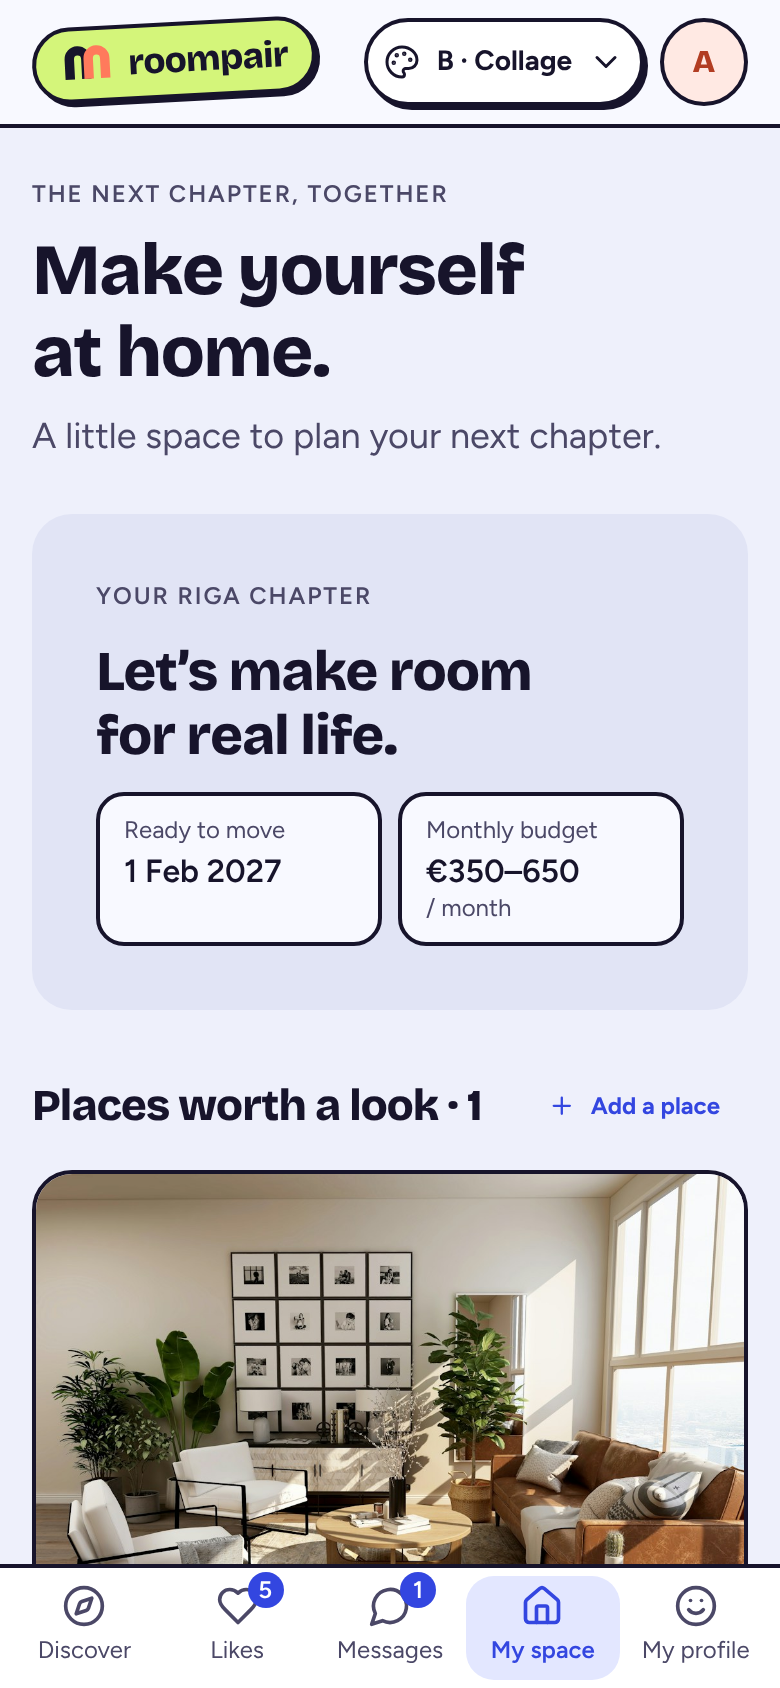 roompair
B · Collage
A
THE NEXT CHAPTER, TOGETHER
Make yourself
at home.
A little space to plan your next chapter.
YOUR RIGA CHAPTER
Let’s make room
for real life.
Ready to move
1 Feb 2027
Monthly budget
€350–650
/ month
Places worth a look · 1
+ Add a place
5
1
Discover
Likes
Messages
My space
My profile